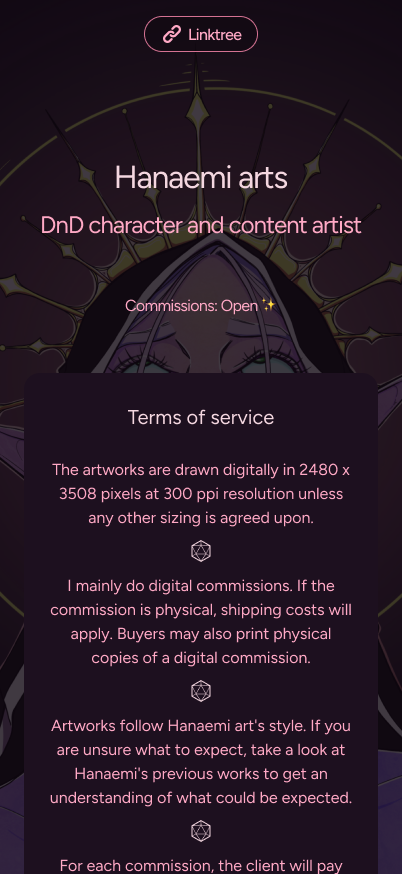 Linktree
Hanaemi arts
DnD character and content artist
Commissions: Open ✨
Terms of service
The artworks are drawn digitally in 2480 x
3508 pixels at 300 ppi resolution unless
any other sizing is agreed upon.
I mainly do digital commissions. If the
commission is physical, shipping costs will
apply. Buyers may also print physical
copies of a digital commission.
Artworks follow Hanaemi art's style. If you
are unsure what to expect, take a look at
Hanaemi's previous works to get an
understanding of what could be expected.
For each commission, the client will pay